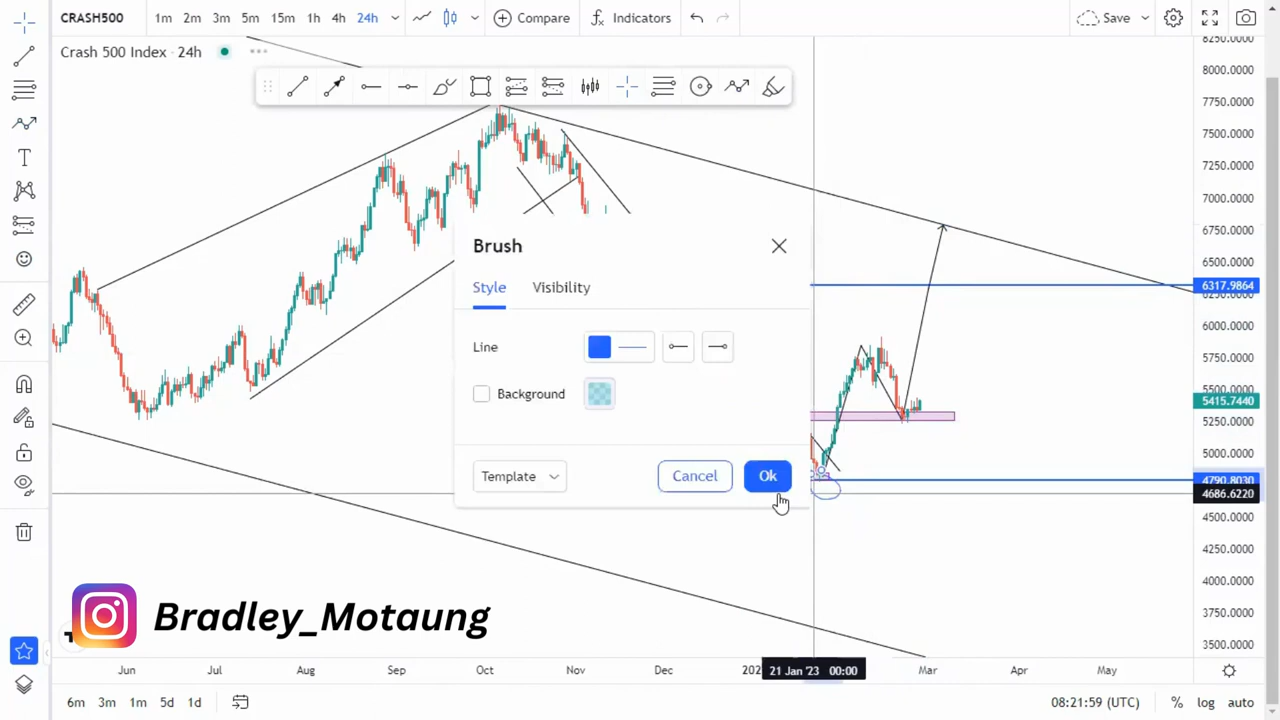 CRASH500 1m 2m 3m 5m 15m 1h 4h 24h Compare Indicators Save
Crash 500 Index · 24h
8250.0000
8000.0000
7750.0000
7500.0000
7250.0000
7000.0000
6750.0000
6500.0000
6317.9864
6250.0000
6000.0000
5750.0000
5500.0000
5415.7440
5250.0000
5000.0000
4790.8030
4686.6220
4500.0000
4250.0000
4000.0000
3750.0000
3500.0000
Brush
Style Visibility
Line
Background
Template Cancel Ok
Bradley_Motaung
Jun Jul Aug Sep Oct Nov Dec 21 Jan '23 00:00 Mar Apr May
6m 3m 1m 5d 1d 08:21:59 (UTC) % log auto